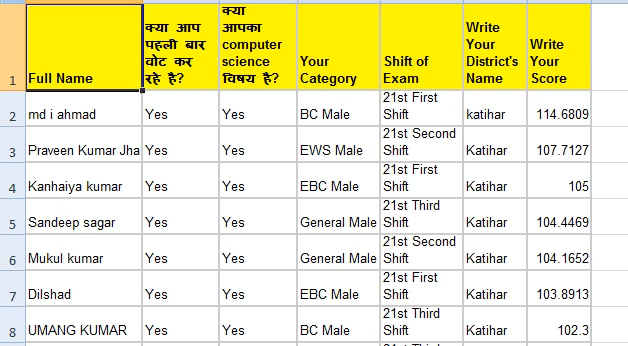 Full Name	क्या आप पहली बार वोट कर रहे है?	क्या आपका computer science विषय है?	Your Category	Shift of Exam	Write Your District's Name	Write Your Score
1
2 md i ahmad Yes Yes BC Male 21st First Shift katihar 114.6809
3 Praveen Kumar Jha Yes Yes EWS Male 21st Second Shift Katihar 107.7127
4 Kanhaiya kumar Yes Yes EBC Male 21st First Shift Katihar 105
5 Sandeep sagar Yes Yes General Male 21st Third Shift Katihar 104.4469
6 Mukul kumar Yes Yes General Male 21st Second Shift Katihar 104.1652
7 Dilshad Yes Yes EBC Male 21st First Shift Katihar 103.8913
8 UMANG KUMAR Yes Yes BC Male 21st Third Shift Katihar 102.3